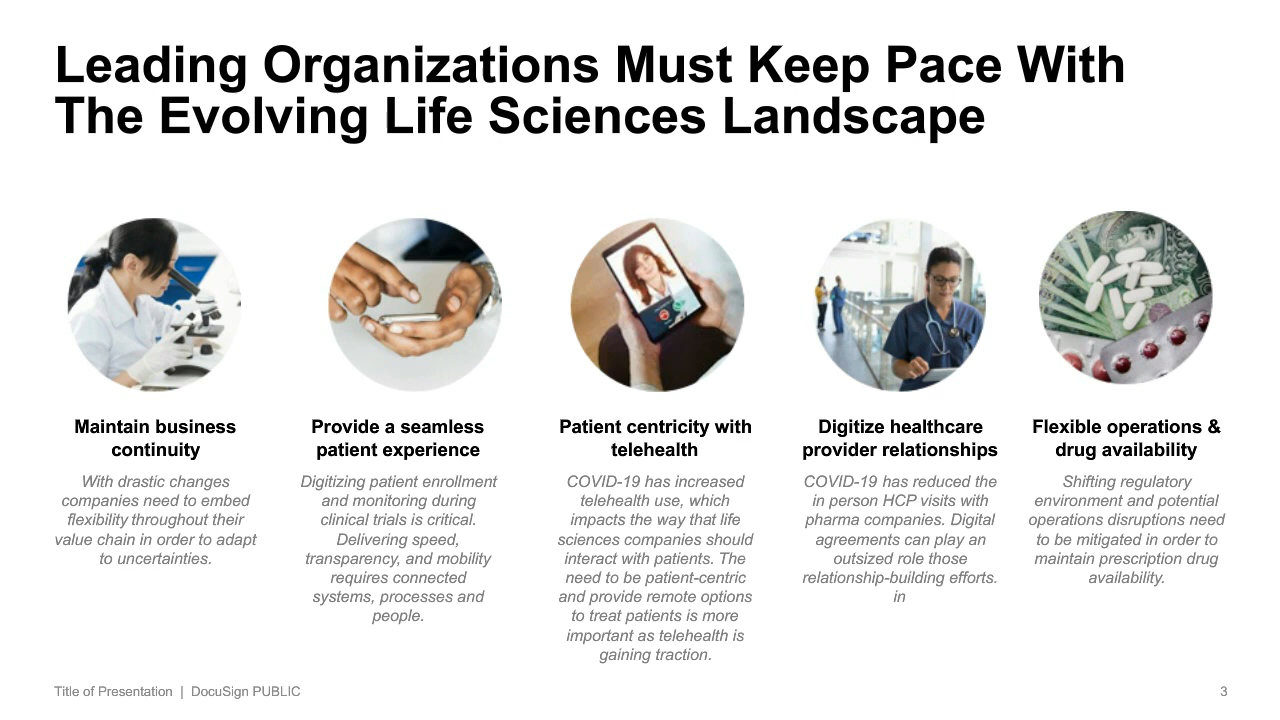 Leading Organizations Must Keep Pace With
The Evolving Life Sciences Landscape
Maintain business
continuity
With drastic changes
companies need to embed
flexibility throughout their
value chain in order to adapt
to uncertainties.
Provide a seamless
patient experience
Digitizing patient enrollment
and monitoring during
clinical trials is critical.
Delivering speed,
transparency, and mobility
requires connected
systems, processes and
people.
Patient centricity with
telehealth
COVID-19 has increased
telehealth use, which
impacts the way that life
sciences companies should
interact with patients. The
need to be patient-centric
and provide remote options
to treat patients is more
important as telehealth is
gaining traction.
Digitize healthcare
provider relationships
COVID-19 has reduced the
in person HCP visits with
pharma companies. Digital
agreements can play an
outsized role those
relationship-building efforts.
in
Flexible operations &
drug availability
Shifting regulatory
environment and potential
operations disruptions need
to be mitigated in order to
maintain prescription drug
availability.
Title of Presentation | DocuSign PUBLIC
3